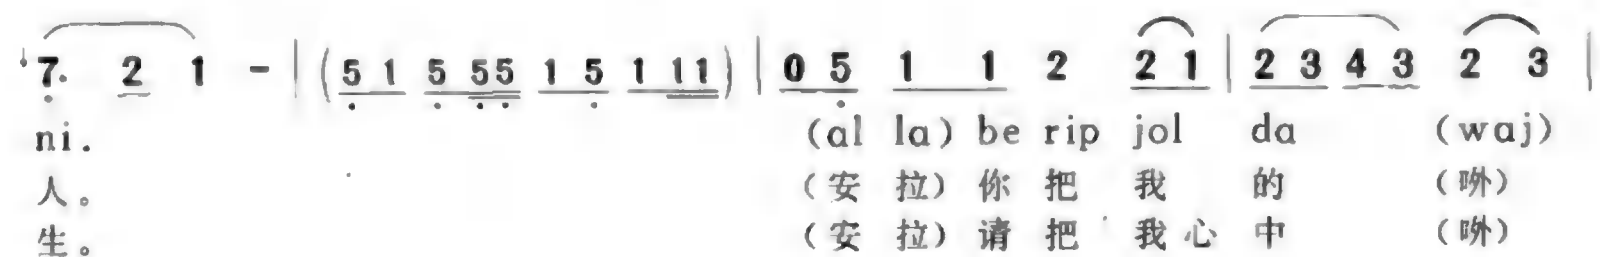 ↓7. 2 1 - | (5 1 5 55 1 5 1 11) | 0 5 1 1 2 2 1 | 2 3 4 3 2 3 |
ni. (al la) be rip jol da (waj)
人。 (安 拉) 你 把 我 的 (哟)
生。 (安 拉) 请 把 我 心 中 (哟)